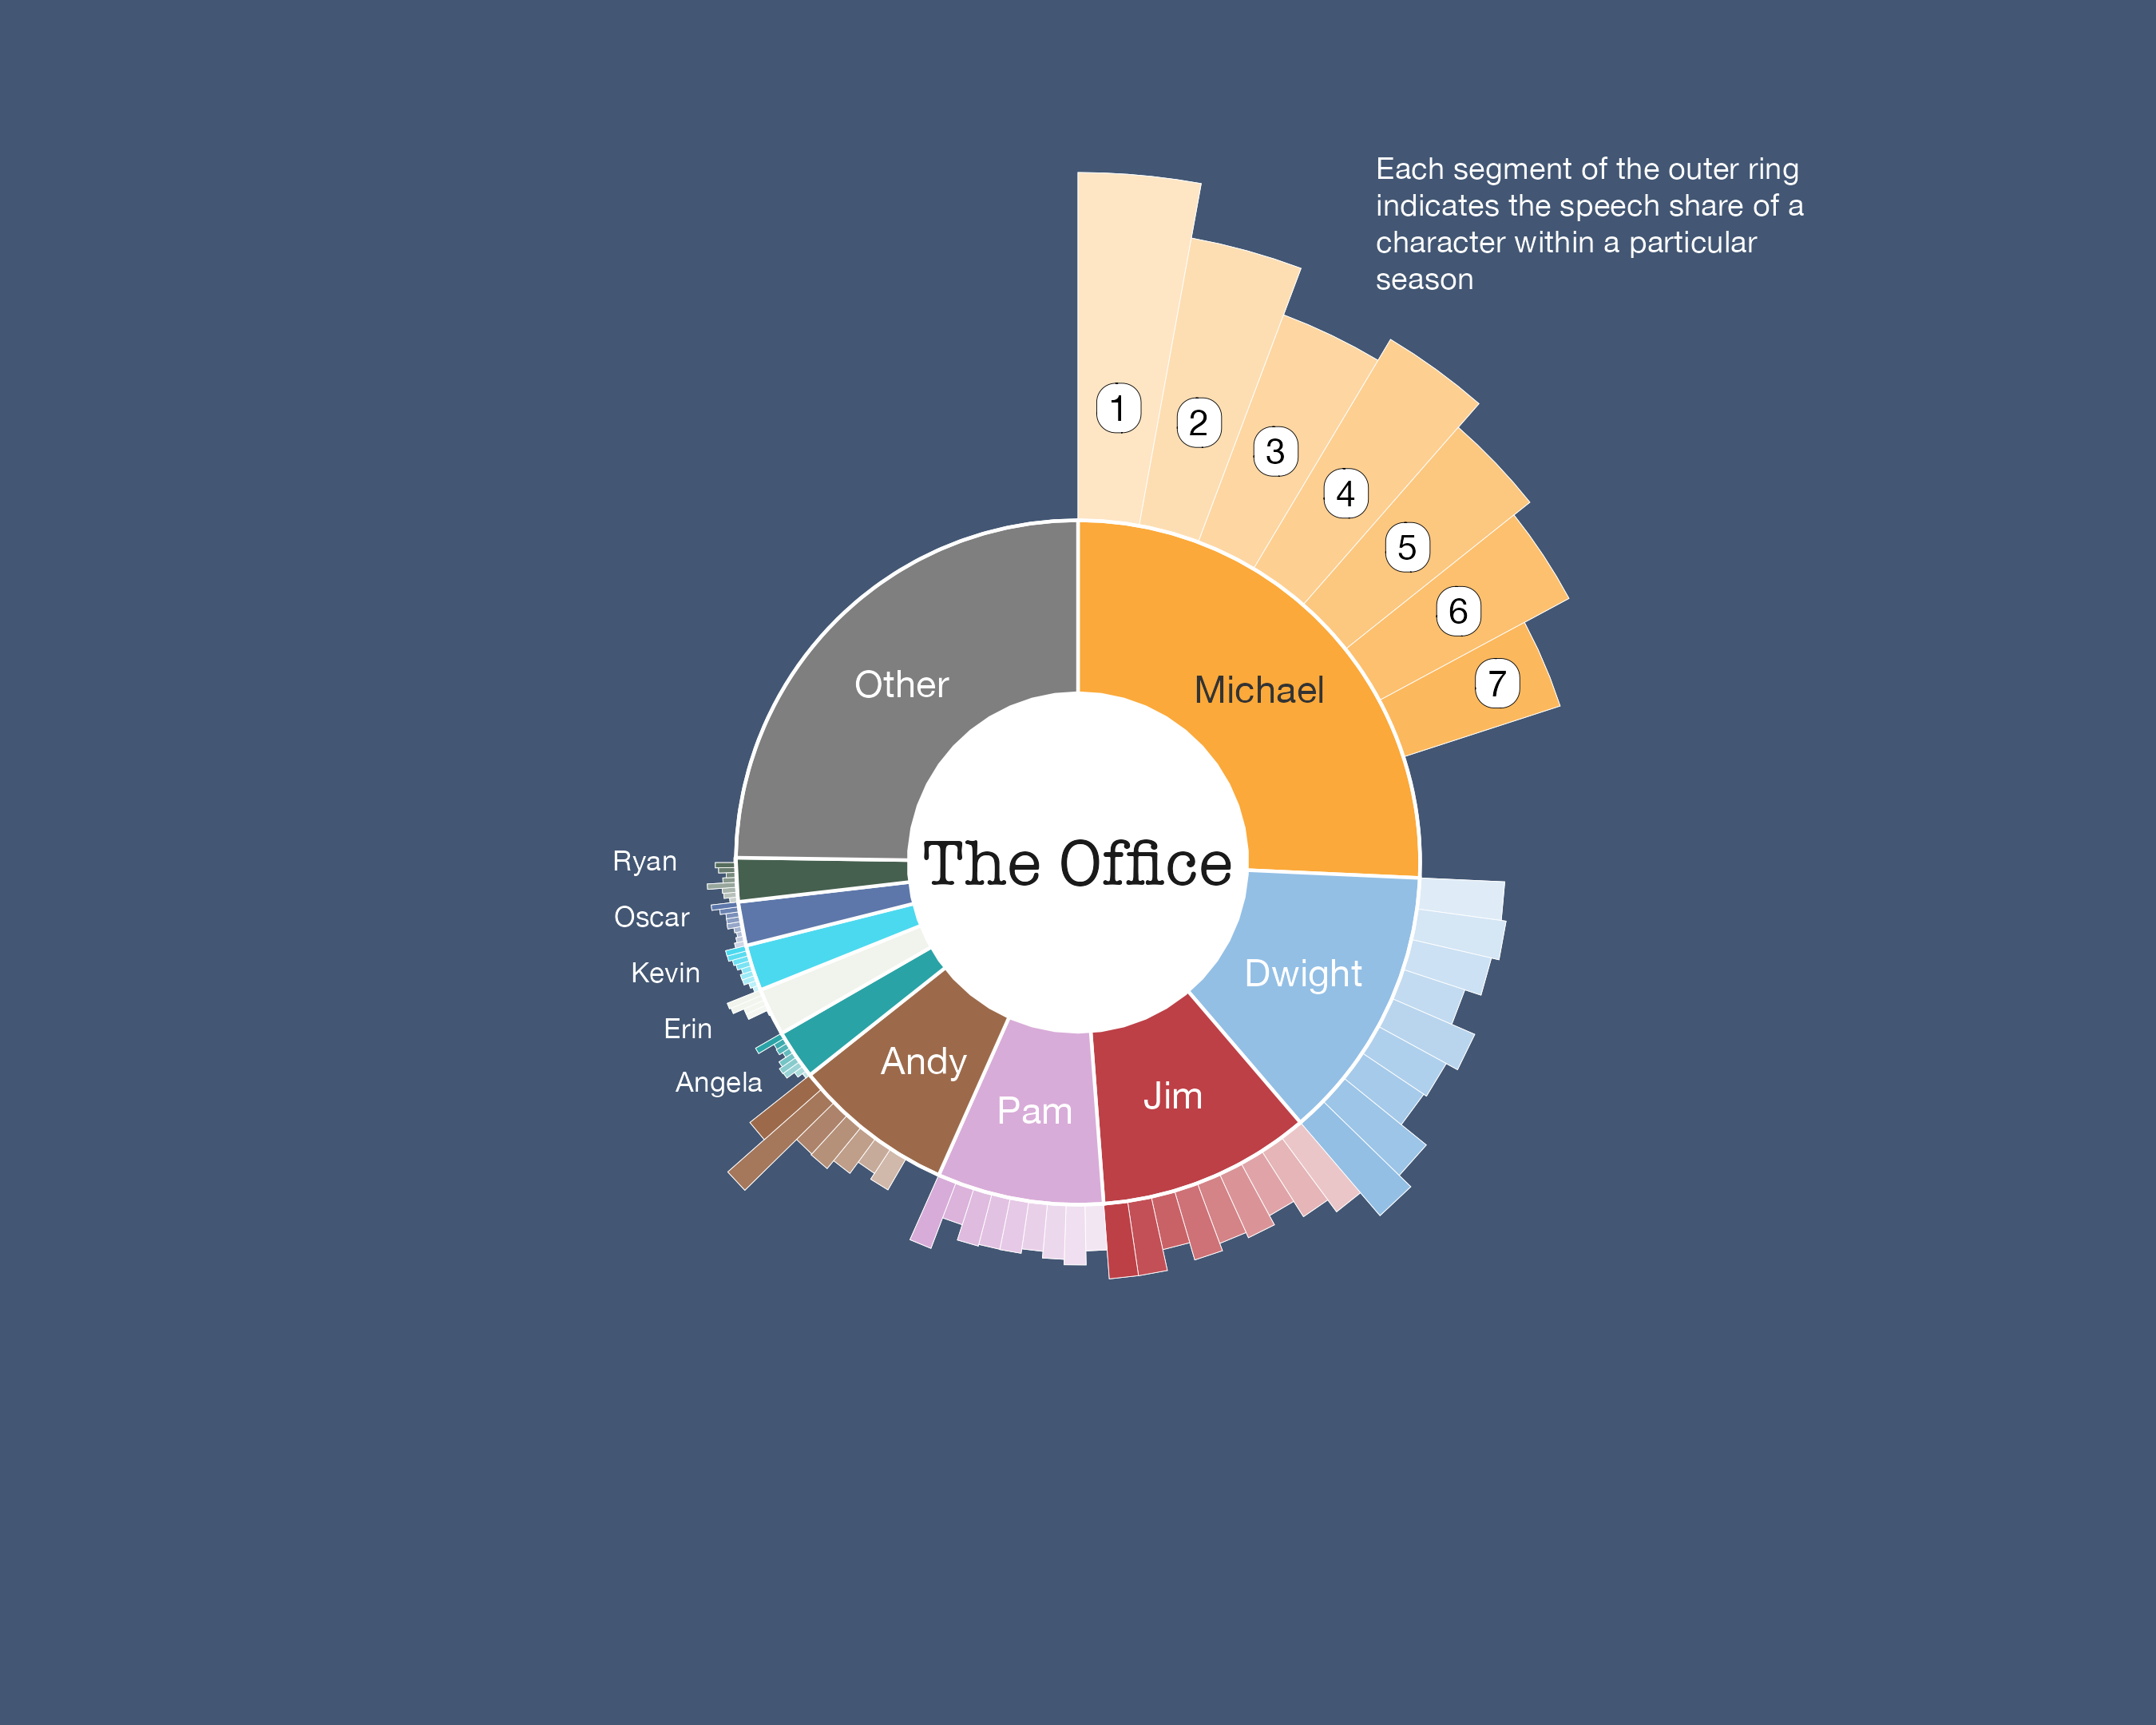 Each segment of the outer ring
indicates the speech share of a
character within a particular
season
1
2
3
4
5
6
7
Other
Michael
The Office
Ryan
Oscar
Kevin
Erin
Angela
Andy
Pam
Jim
Dwight